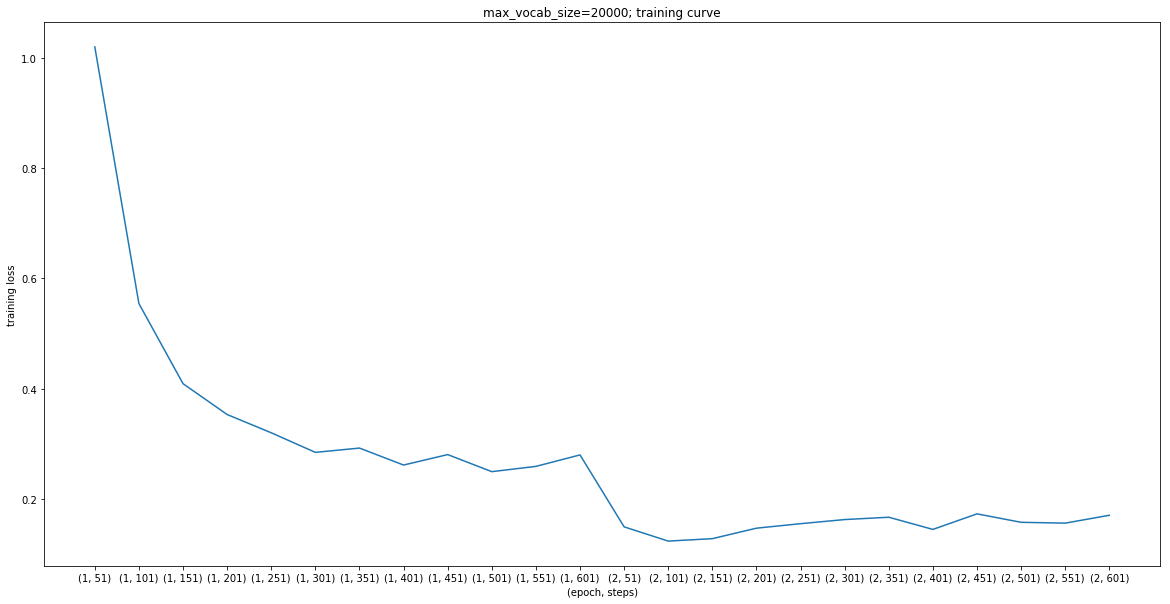 max_vocab_size=20000; training curve
1.0
0.8
0.6
0.4
0.2
training loss
(1, 51) (1, 101) (1, 151) (1, 201) (1, 251) (1, 301) (1, 351) (1, 401) (1, 451) (1, 501) (1, 551) (1, 601) (2, 51) (2, 101) (2, 151) (2, 201) (2, 251) (2, 301) (2, 351) (2, 401) (2, 451) (2, 501) (2, 551) (2, 601)
(epoch, steps)